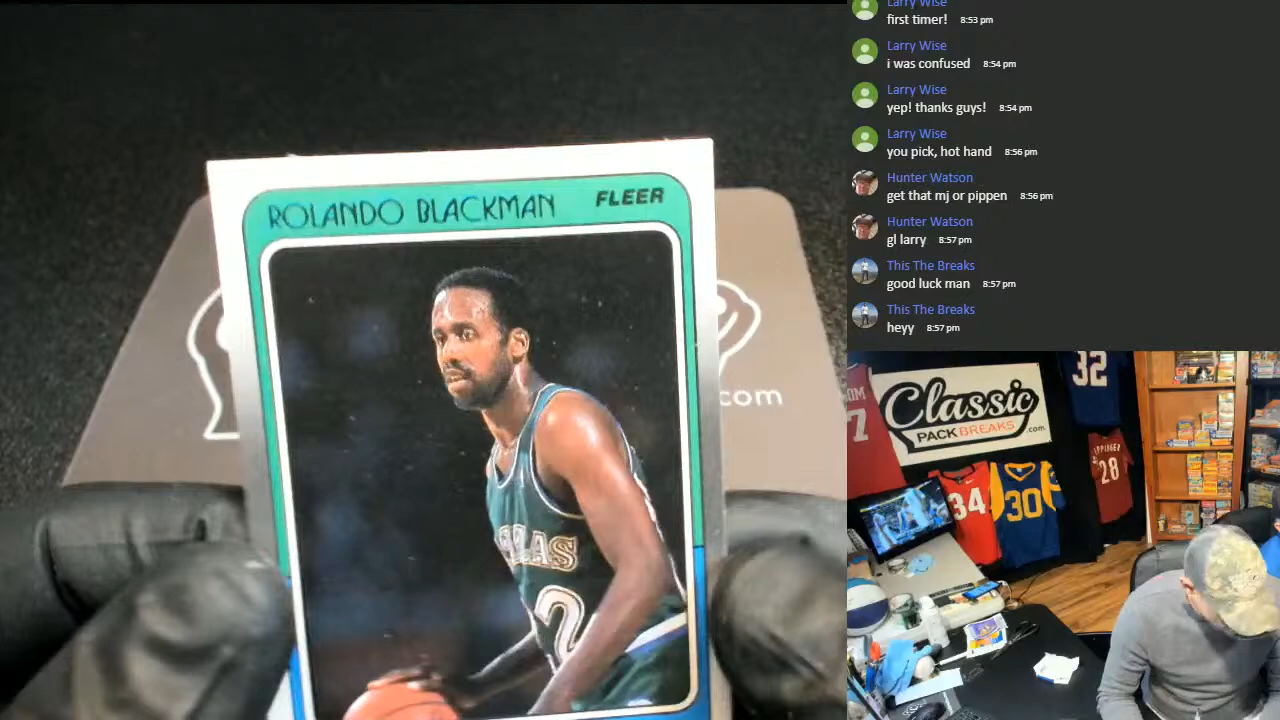 ROLANDO BLACKMAN
FLEER
2
.com
Larry Wise
first timer! 8:53 pm
Larry Wise
i was confused 8:54 pm
Larry Wise
yep! thanks guys! 8:54 pm
Larry Wise
you pick, hot hand 8:56 pm
Hunter Watson
get that mj or pippen 8:56 pm
Hunter Watson
gl larry 8:57 pm
This The Breaks
good luck man 8:57 pm
This The Breaks
heyy 8:57 pm
Classic
PACKBREAKS
.com
32
7
34
30
28